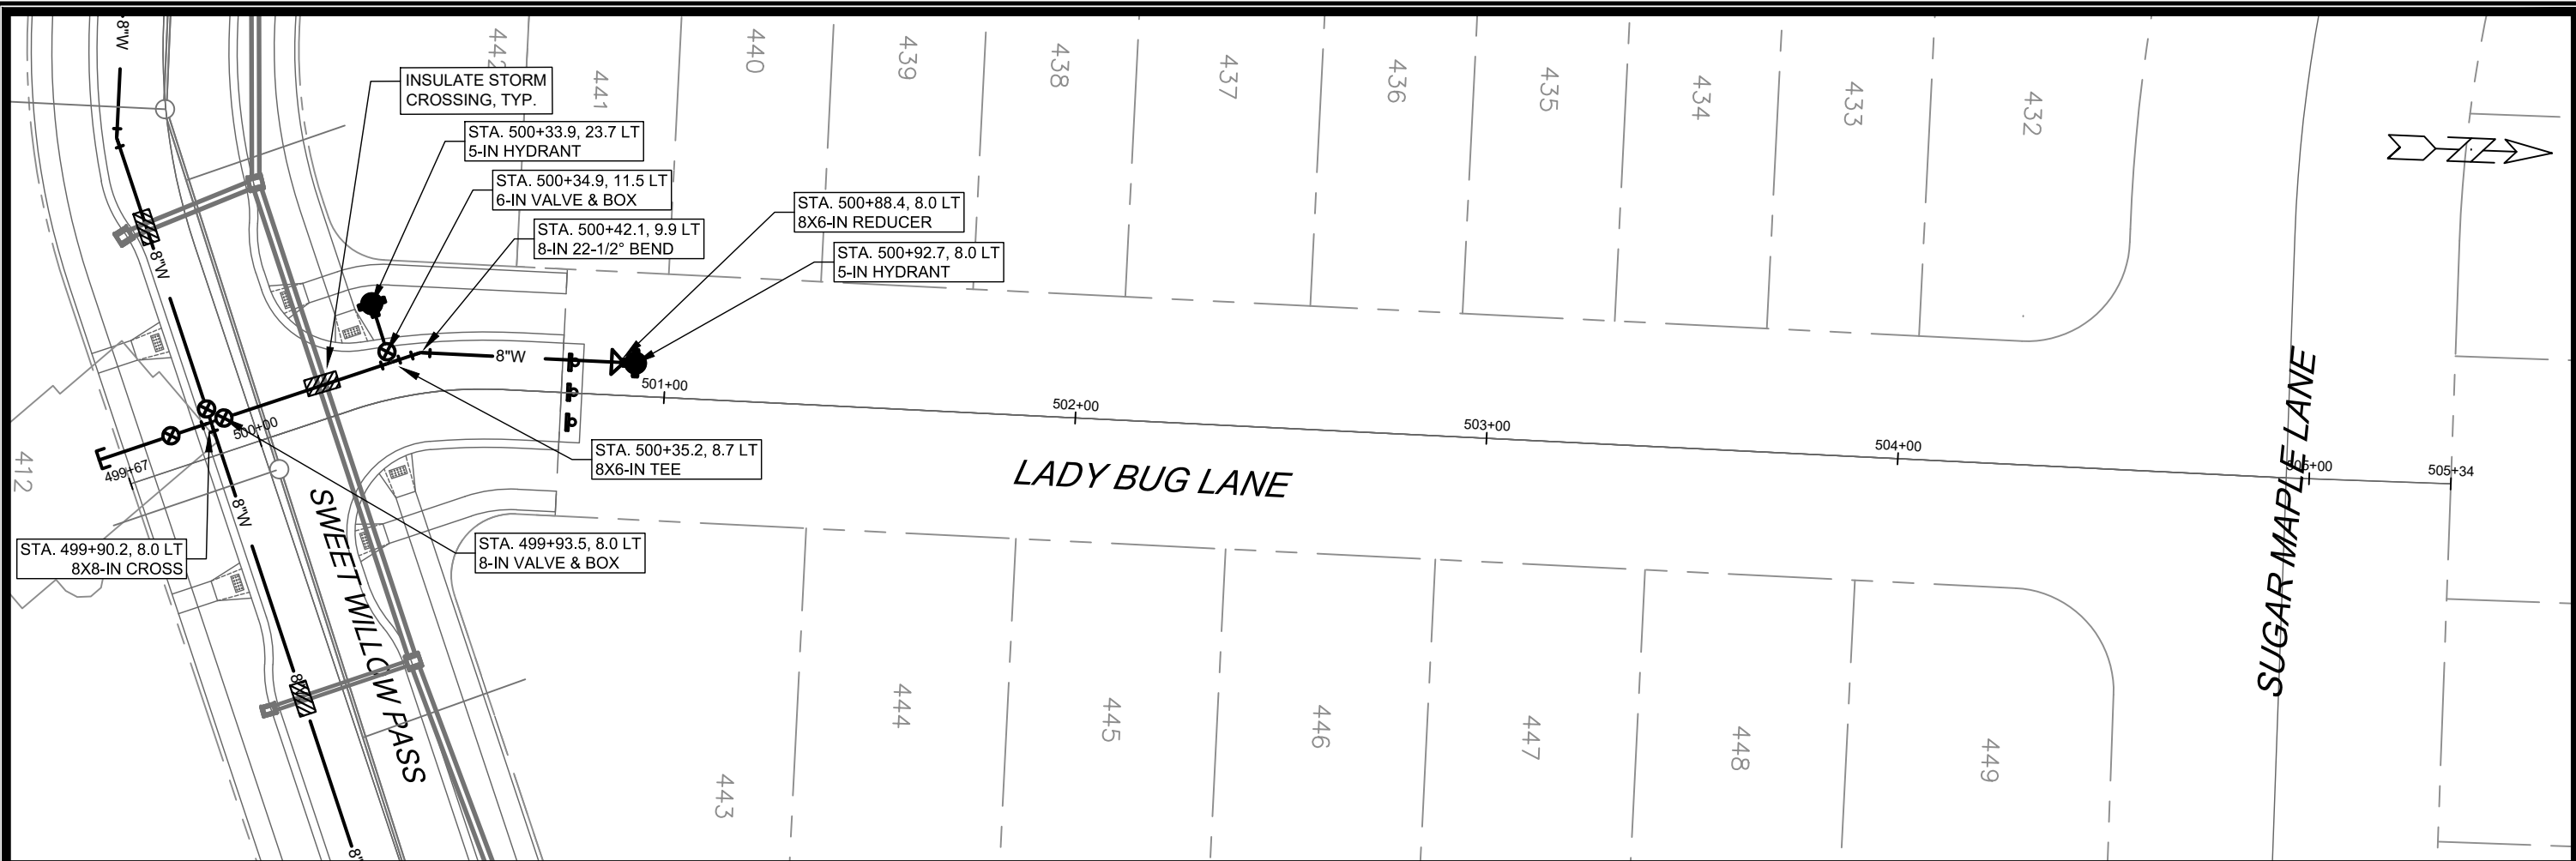 8"W
442
441
440
439
438
437
436
435
434
433
432
INSULATE STORM
CROSSING, TYP.
STA. 500+33.9, 23.7 LT
5-IN HYDRANT
STA. 500+34.9, 11.5 LT
6-IN VALVE & BOX
STA. 500+42.1, 9.9 LT
8-IN 22-1/2° BEND
STA. 500+88.4, 8.0 LT
8X6-IN REDUCER
STA. 500+92.7, 8.0 LT
5-IN HYDRANT
N
8"W
8"W
499+67
500+00
501+00
502+00
503+00
504+00
505+00
505+34
412
STA. 500+35.2, 8.7 LT
8X6-IN TEE
LADY BUG LANE
SUGAR MAPLE LANE
SWEET WILLOW PASS
8"W
STA. 499+90.2, 8.0 LT
8X8-IN CROSS
STA. 499+93.5, 8.0 LT
8-IN VALVE & BOX
443
444
445
446
447
448
449